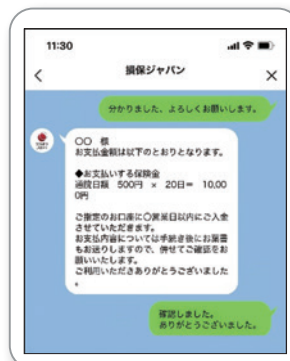 11:30
損保ジャパン
分かりました、よろしくお願いします。
〇〇 様
お支払金額は以下のとおりとなります。
◆お支払いする保険金
通院日額 500円 × 20日= 10,00
0円
ご指定のお口座に〇営業日以内にご入金
させていただきます。
お支払内容については手続き後にお葉書
もお送りしますので、併せてご確認をお
願いいたします。
ご利用いただきありがとうございました
。
確認しました。
ありがとうございました。